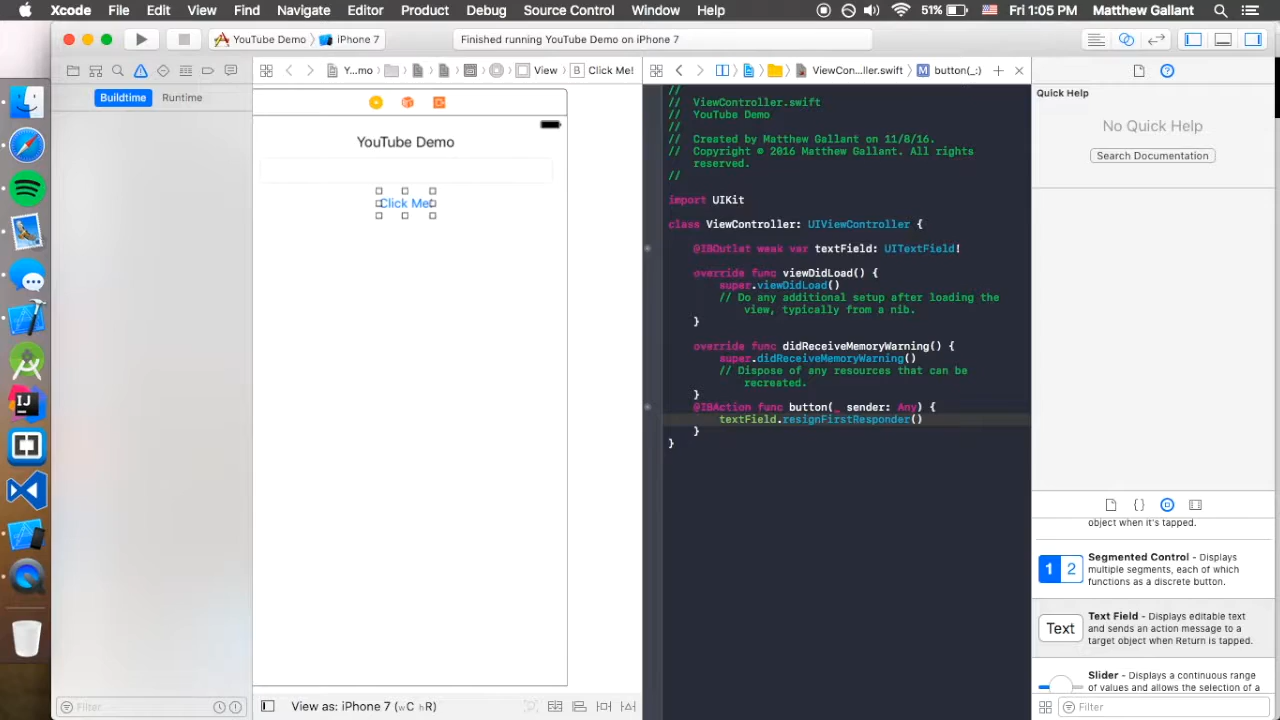 Xcode File Edit View Find Navigate Editor Product Debug Source Control Window Help 51% Fri 1:05 PM Matthew Gallant
YouTube Demo iPhone 7 Finished running YouTube Demo on iPhone 7
Y...mo View B Click Me! ViewCon...ller.swift M button(_:)
Buildtime Runtime
YouTube Demo
Click Me!
//
// ViewController.swift
// YouTube Demo
//
// Created by Matthew Gallant on 11/8/16.
// Copyright © 2016 Matthew Gallant. All rights
reserved.
//
import UIKit
class ViewController: UIViewController {
@IBOutlet weak var textField: UITextField!
override func viewDidLoad() {
super.viewDidLoad()
// Do any additional setup after loading the
view, typically from a nib.
}
override func didReceiveMemoryWarning() {
super.didReceiveMemoryWarning()
// Dispose of any resources that can be
recreated.
}
@IBAction func button(_ sender: Any) {
textField.resignFirstResponder()
}
}
Quick Help
No Quick Help
Search Documentation
object when it's tapped.
1 2
Segmented Control - Displays
multiple segments, each of which
functions as a discrete button.
Text
Text Field - Displays editable text
and sends an action message to a
target object when Return is tapped.
Slider - Displays a continuous range
of values and allows the selection of a
Filter
View as: iPhone 7 (wC hR)
Filter